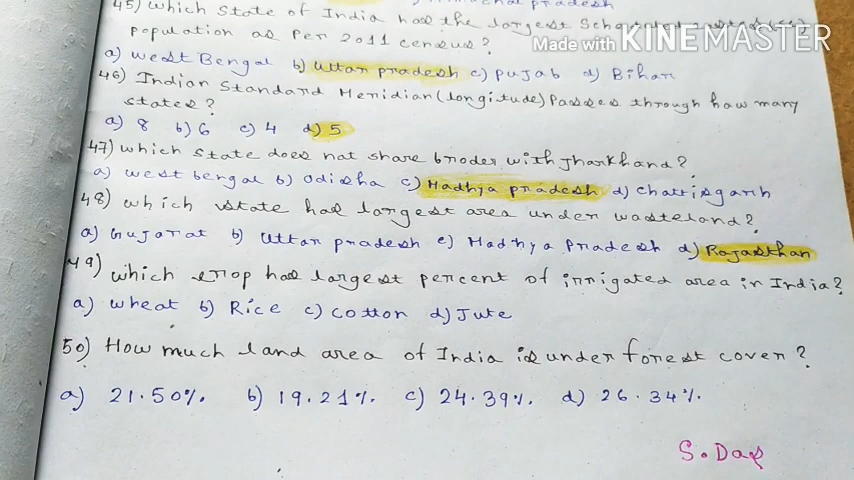 pradesh
45) Which State of India has the largest
population as per 2011 census?
Made with KINEMASTER
a) West Bengal b) Uttar pradesh c) Pujab d) Bihar
46) Indian Standard Meridian (longitude) Passes through how many
states?
a) 8 b) 6 c) 4 d) 5
47) Which State does not share broder with Jharkhand?
a) West bengal b) Odisha c) Madhya pradesh d) Chattisgarh
48) Which state has largest area under wasteland?
a) Gujarat b) Uttar pradesh c) Madhya Pradesh d) Rajasthan
49) Which crop has largest percent of irrigated area in India?
a) Wheat b) Rice c) Cotton d) Jute
50) How much land area of India is under forest cover?
a) 21.50% b) 19.21% c) 24.39% d) 26.34%
S. Das